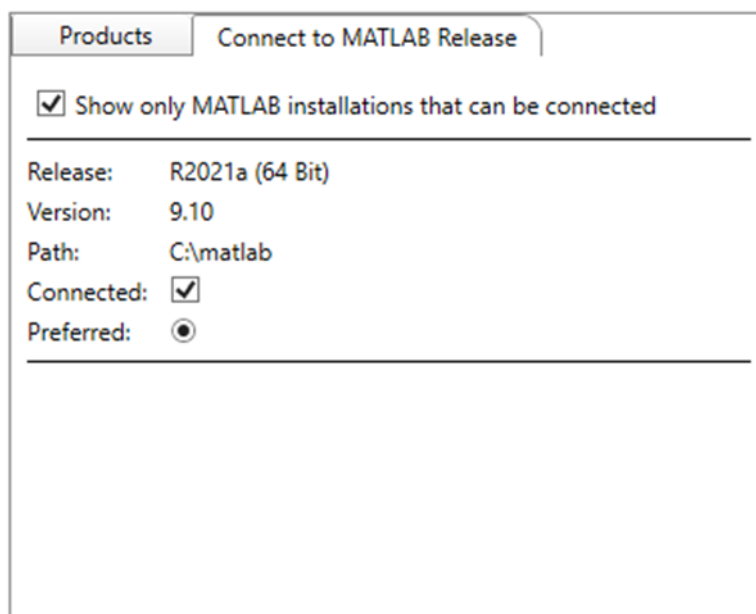 Products
Connect to MATLAB Release
Show only MATLAB installations that can be connected
Release: R2021a (64 Bit)
Version: 9.10
Path: C:\matlab
Connected:
Preferred: